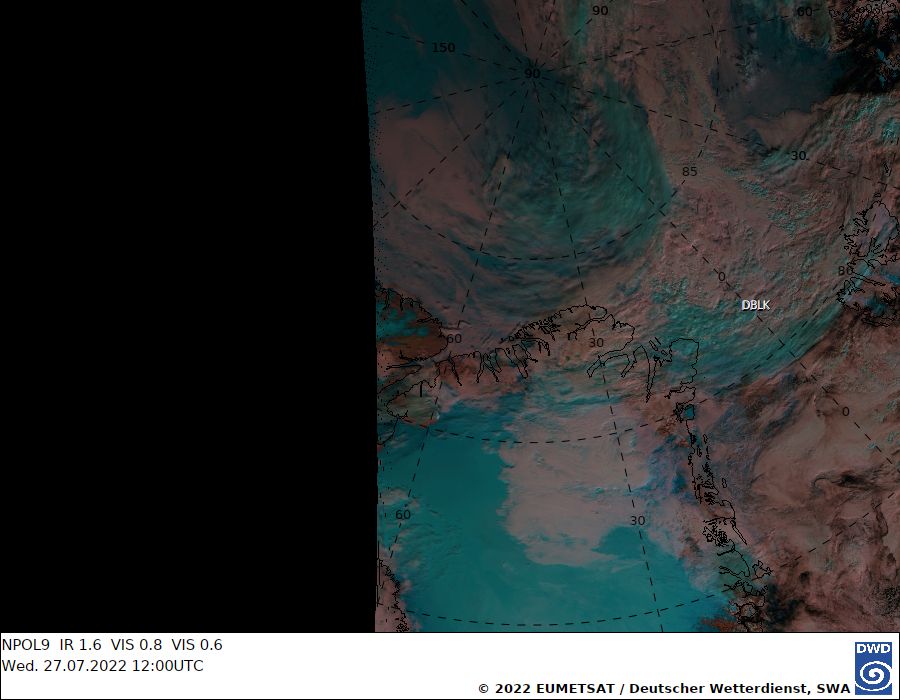 90
60
150
90
30
85
0
80
DBLK
60
30
0
60
30
NPOL9 IR 1.6 VIS 0.8 VIS 0.6
Wed. 27.07.2022 12:00UTC
DWD
© 2022 EUMETSAT / Deutscher Wetterdienst, SWA